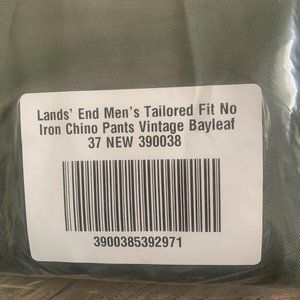 Lands' End Men's Tailored Fit No
Iron Chino Pants Vintage Bayleaf
37 NEW 390038
3900385392971